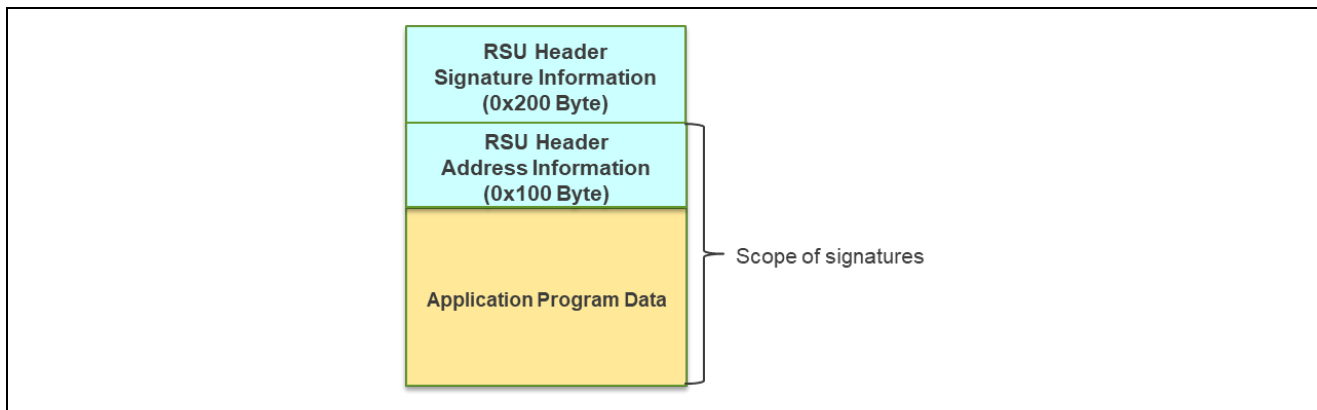 RSU Header
Signature Information
(0x200 Byte)
RSU Header
Address Information
(0x100 Byte)
Scope of signatures
Application Program Data